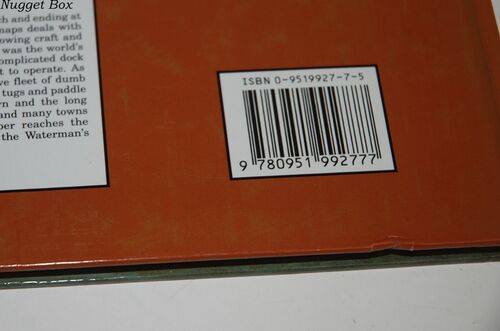 Nugget Box
ch and ending at
naps deals with
owing craft and
was the world's
complicated dock
t to operate. As
ve fleet of dumb
tugs and paddle
n and the long
and many towns
per reaches the
the Waterman's
ISBN 0-9519927-7-5
9 780951 992777